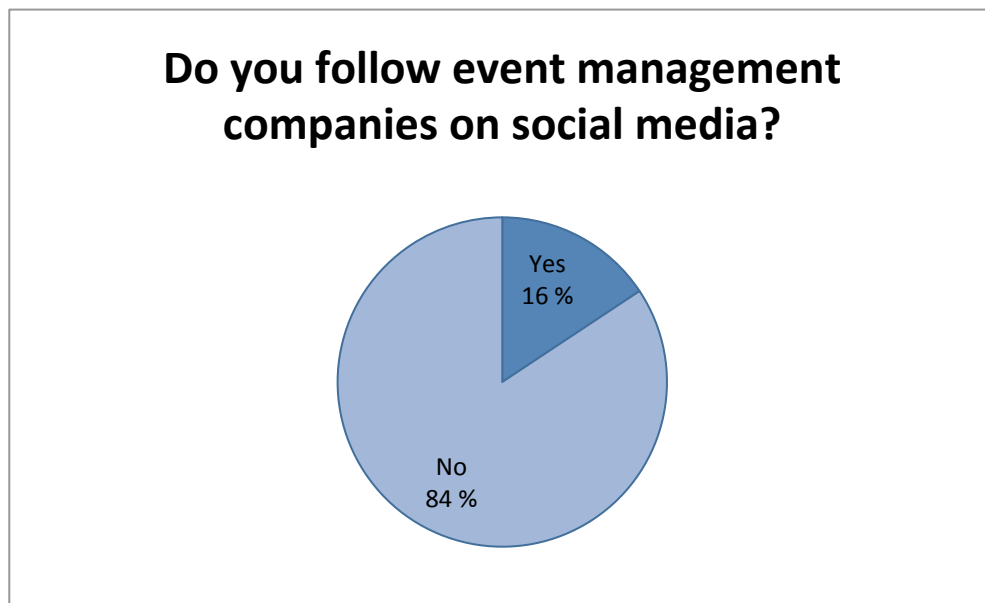 Do you follow event management
companies on social media?
Yes
16 %
No
84 %